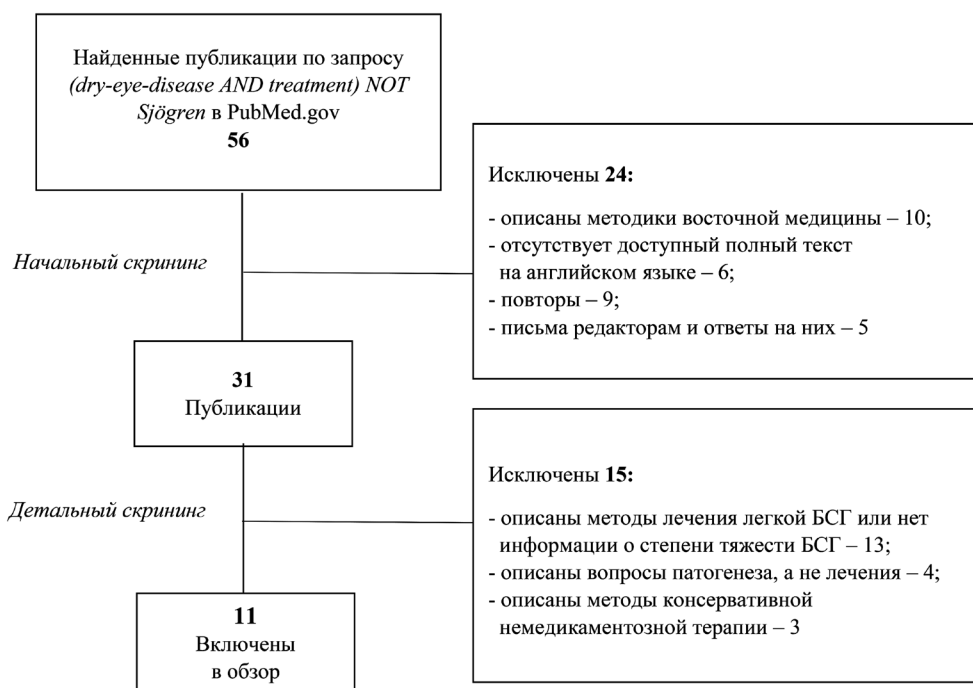 Найденные публикации по запросу
(dry-eye-disease AND treatment) NOT
Sjögren в PubMed.gov
56
Исключены 24:
- описаны методики восточной медицины – 10;
- отсутствует доступный полный текст
на английском языке – 6;
- повторы – 9;
- письма редакторам и ответы на них – 5
Начальный скрининг
31
Публикации
Исключены 15:
- описаны методы лечения легкой БСГ или нет
информации о степени тяжести БСГ – 13;
- описаны вопросы патогенеза, а не лечения – 4;
- описаны методы консервативной
немедикаментозной терапии – 3
Детальный скрининг
11
Включены
в обзор